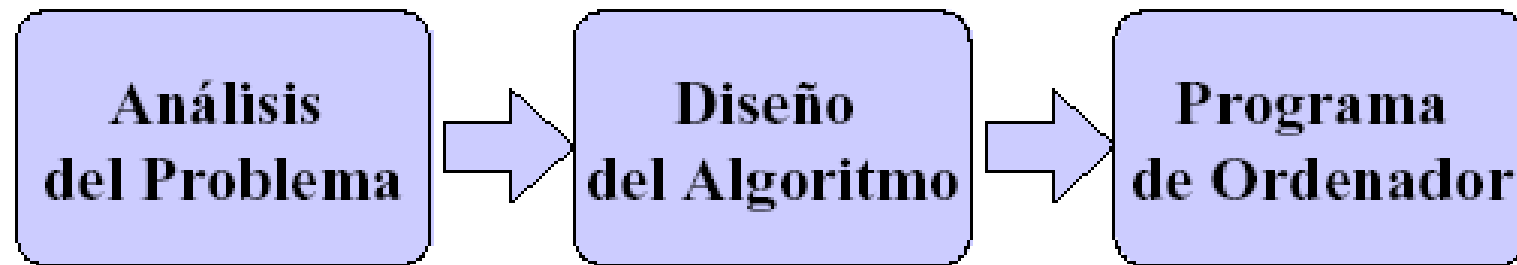 Análisis
del Problema
Diseño
del Algoritmo
Programa
de Ordenador